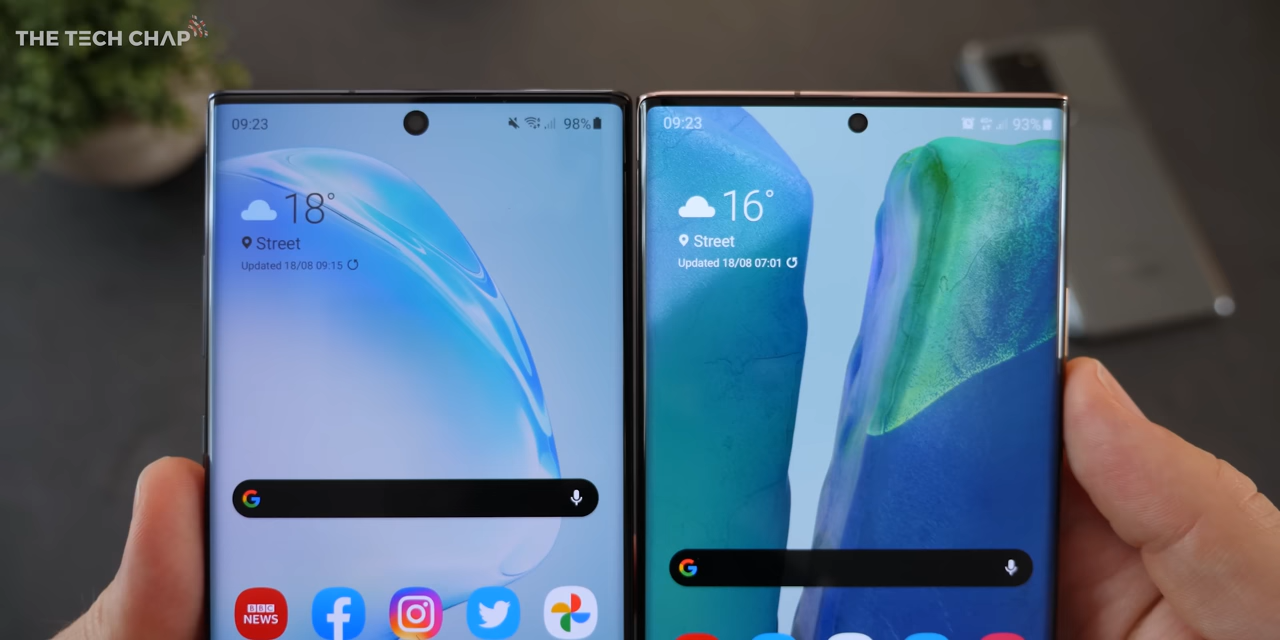 THE TECH CHAP
09:23
98%
18°
Street
Updated 18/08 09:15
BBC
NEWS
09:23
93%
16°
Street
Updated 18/08 07:01